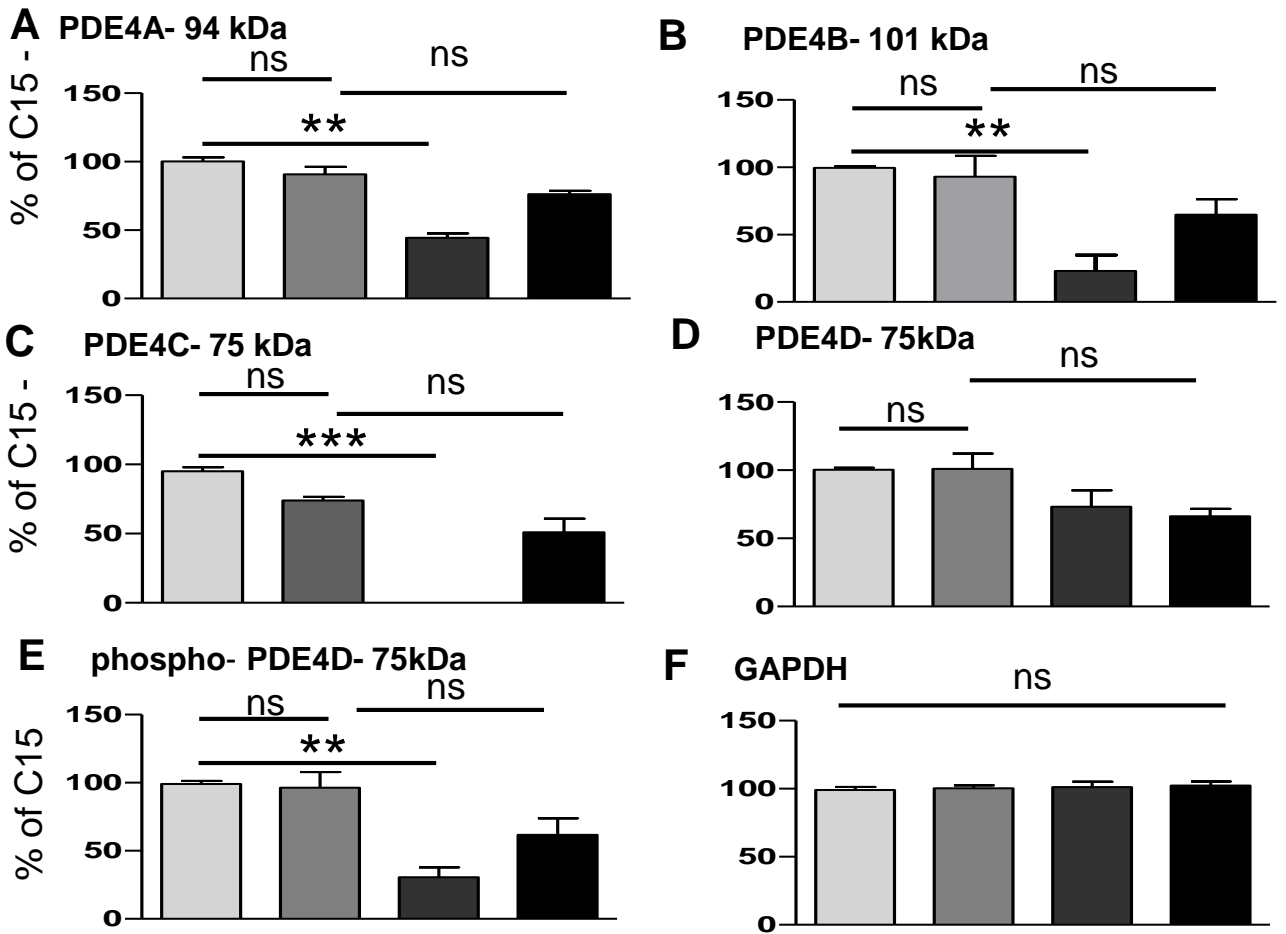 A PDE4A- 94 kDa
ns
ns
**
% of C15 -
150
100
50
0
B PDE4B- 101 kDa
ns
ns
**
150
100
50
0
C PDE4C- 75 kDa
ns
ns
***
% of C15 -
150
100
50
0
D PDE4D- 75kDa
ns
ns
150
100
50
0
E phospho- PDE4D- 75kDa
ns
ns
**
% of C15
150
100
50
0
F GAPDH
ns
150
100
50
0